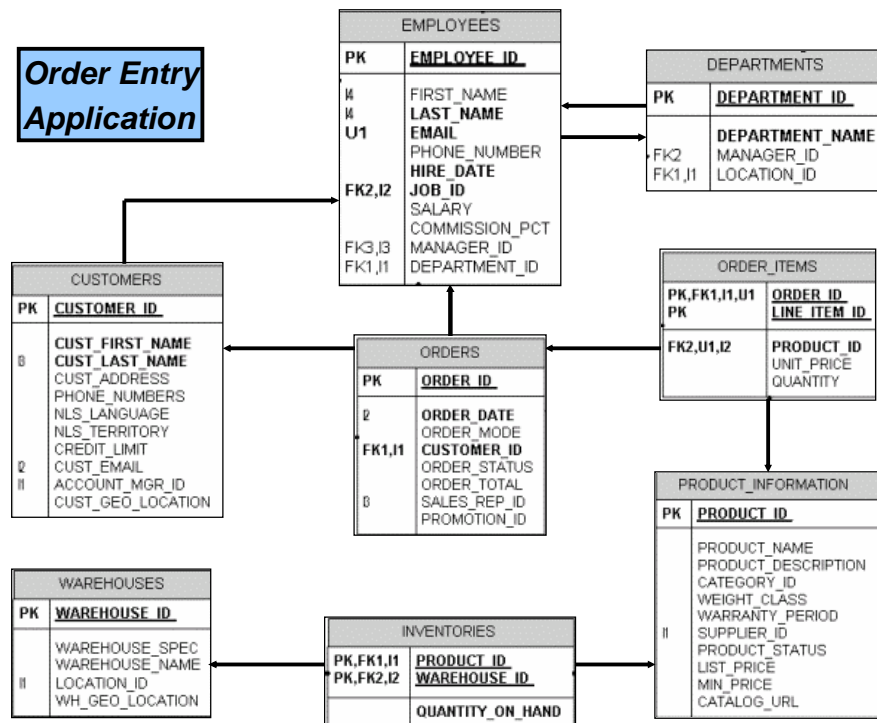 Order Entry
Application
EMPLOYEES
PK EMPLOYEE_ID
I4 FIRST_NAME
I4 LAST_NAME
U1 EMAIL
PHONE_NUMBER
HIRE_DATE
FK2,I2 JOB_ID
SALARY
COMMISSION_PCT
FK3,I3 MANAGER_ID
FK1,I1 DEPARTMENT_ID
DEPARTMENTS
PK DEPARTMENT_ID
DEPARTMENT_NAME
FK2 MANAGER_ID
FK1,I1 LOCATION_ID
CUSTOMERS
PK CUSTOMER_ID
CUST_FIRST_NAME
I3 CUST_LAST_NAME
CUST_ADDRESS
PHONE_NUMBERS
NLS_LANGUAGE
NLS_TERRITORY
CREDIT_LIMIT
I2 CUST_EMAIL
I1 ACCOUNT_MGR_ID
CUST_GEO_LOCATION
ORDERS
PK ORDER_ID
I2 ORDER_DATE
ORDER_MODE
FK1,I1 CUSTOMER_ID
ORDER_STATUS
ORDER_TOTAL
I3 SALES_REP_ID
PROMOTION_ID
ORDER_ITEMS
PK,FK1,I1,U1 ORDER_ID
PK LINE_ITEM_ID
FK2,U1,I2 PRODUCT_ID
UNIT_PRICE
QUANTITY
PRODUCT_INFORMATION
PK PRODUCT_ID
PRODUCT_NAME
PRODUCT_DESCRIPTION
CATEGORY_ID
WEIGHT_CLASS
WARRANTY_PERIOD
I1 SUPPLIER_ID
PRODUCT_STATUS
LIST_PRICE
MIN_PRICE
CATALOG_URL
WAREHOUSES
PK WAREHOUSE_ID
WAREHOUSE_SPEC
WAREHOUSE_NAME
I1 LOCATION_ID
WH_GEO_LOCATION
INVENTORIES
PK,FK1,I1 PRODUCT_ID
PK,FK2,I2 WAREHOUSE_ID
QUANTITY_ON_HAND